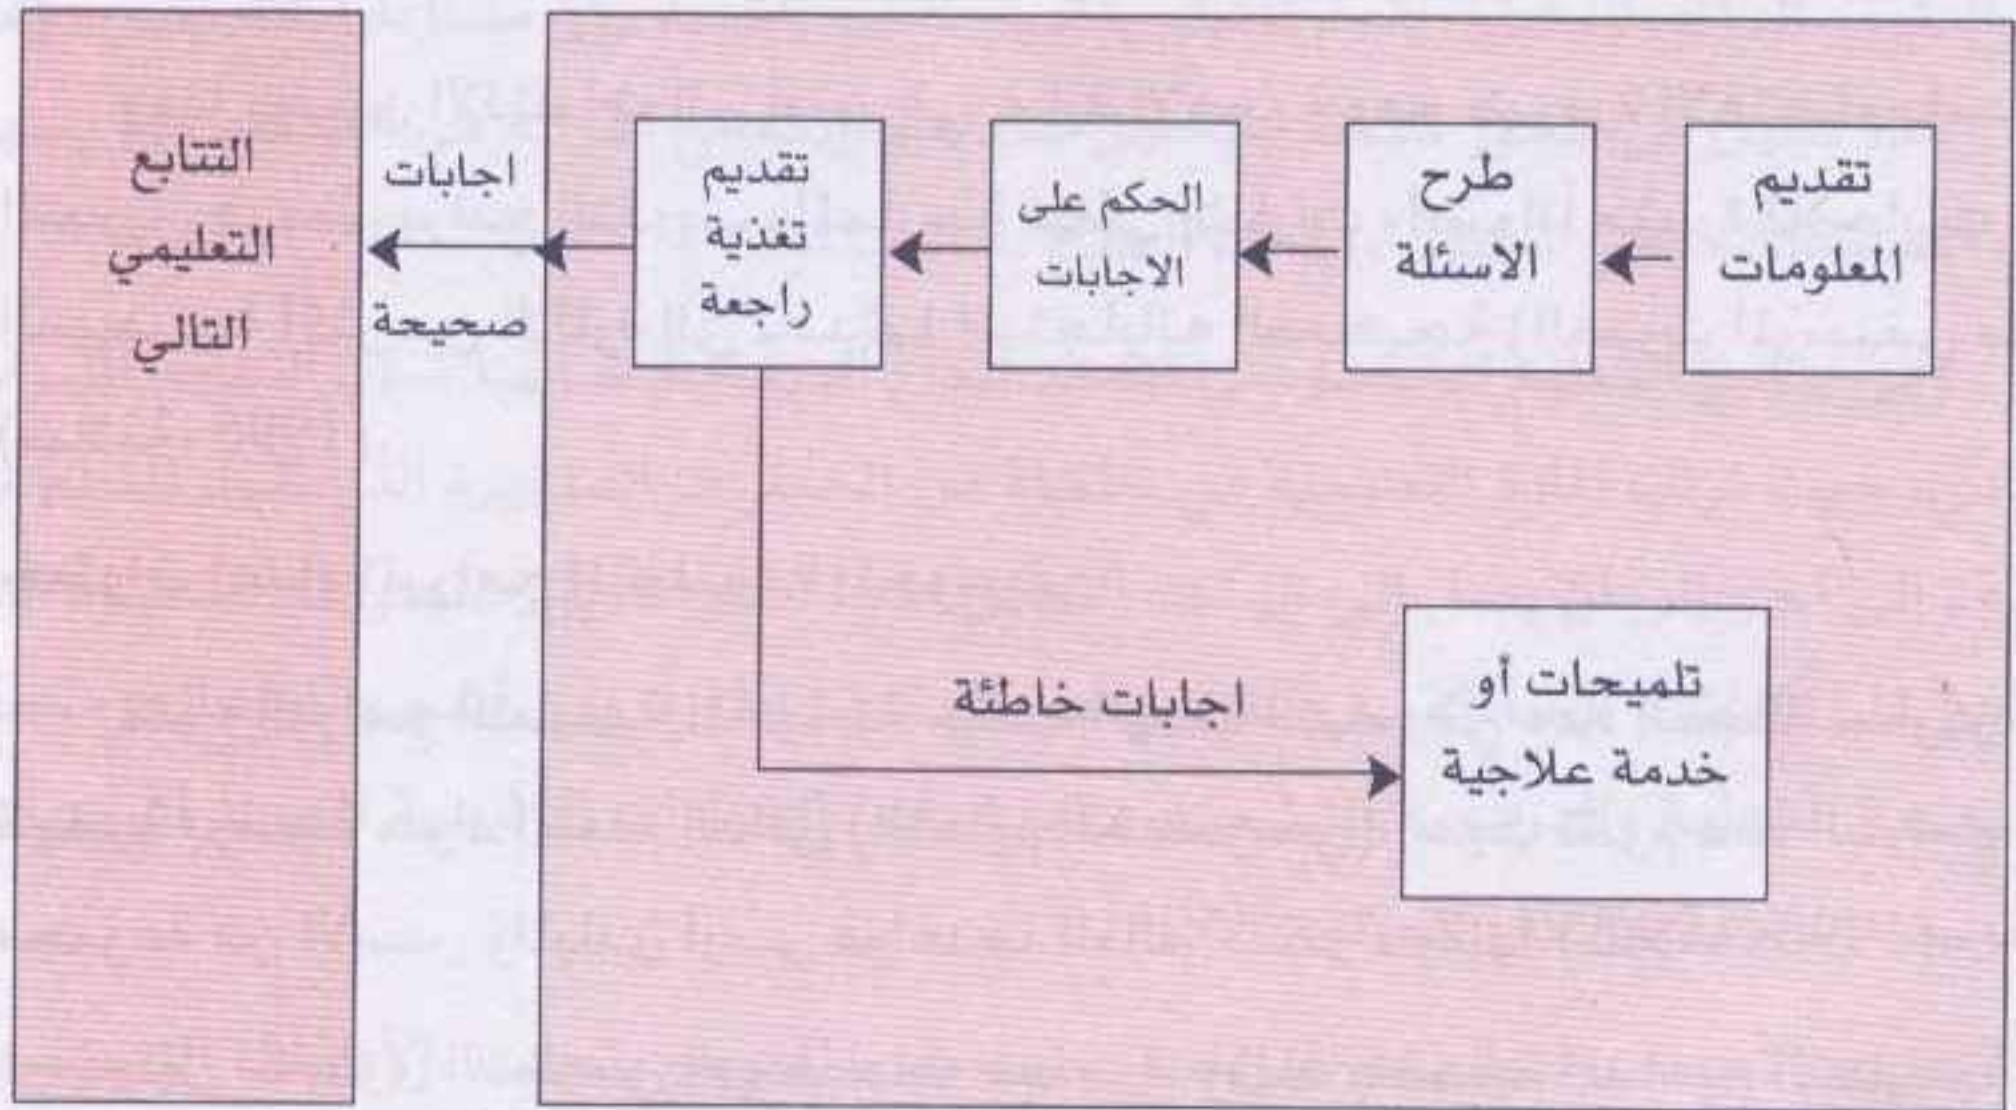 تقديم
المعلومات
طرح
الاسئلة
الحكم على
الاجابات
تقديم
تغذية
راجعة
اجابات
صحيحة
التتابع
التعليمي
التالي
اجابات خاطئة
تلميحات أو
خدمة علاجية